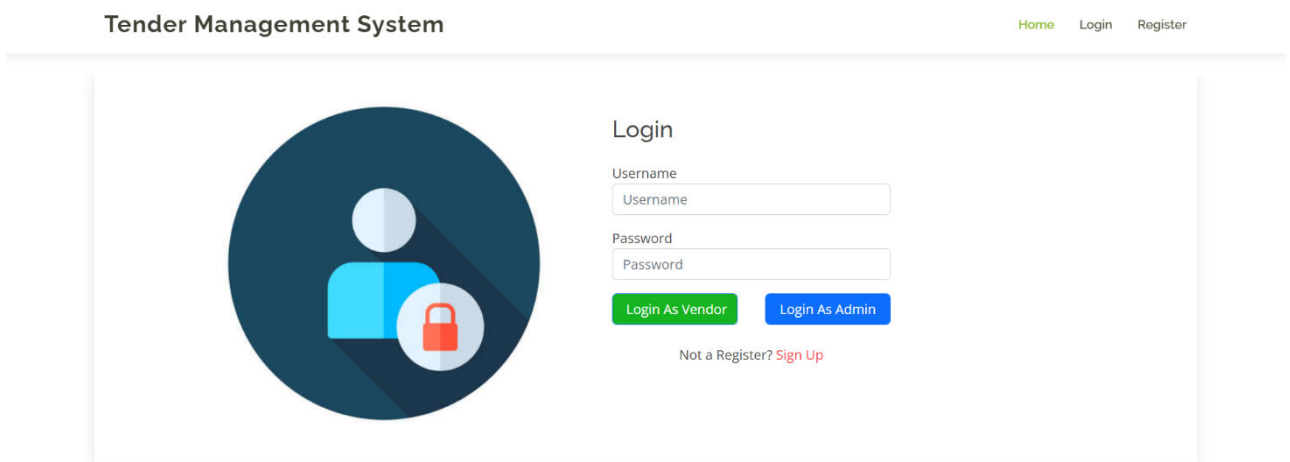 Tender Management System
Home Login Register
Login
Username
Username
Password
Password
Login As Vendor Login As Admin
Not a Register? Sign Up